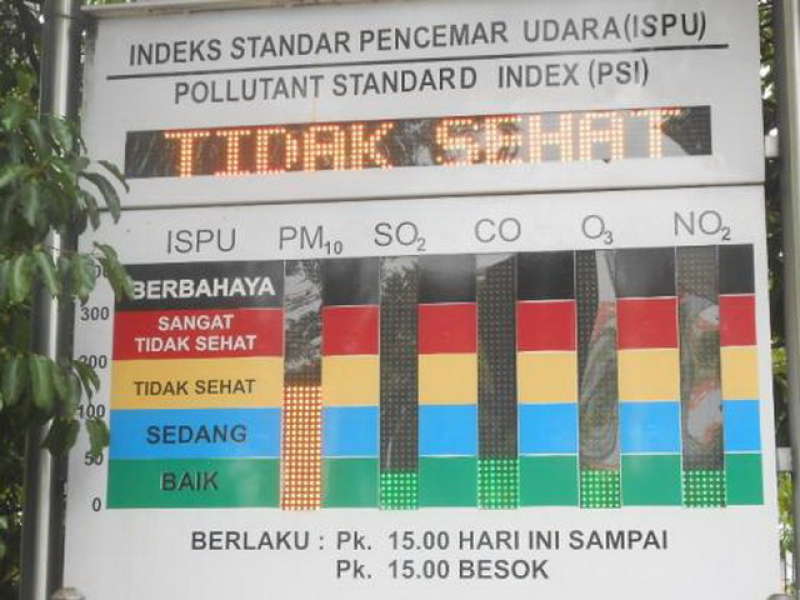 INDEKS STANDAR PENCEMAR UDARA(ISPU)
POLLUTANT STANDARD INDEX (PSI)
TIDAK SEHAT
ISPU PM10 SO2 CO O3 NO2
BERBAHAYA
300
SANGAT
TIDAK SEHAT
200
TIDAK SEHAT
100
SEDANG
50
BAIK
0
BERLAKU : Pk. 15.00 HARI INI SAMPAI
Pk. 15.00 BESOK